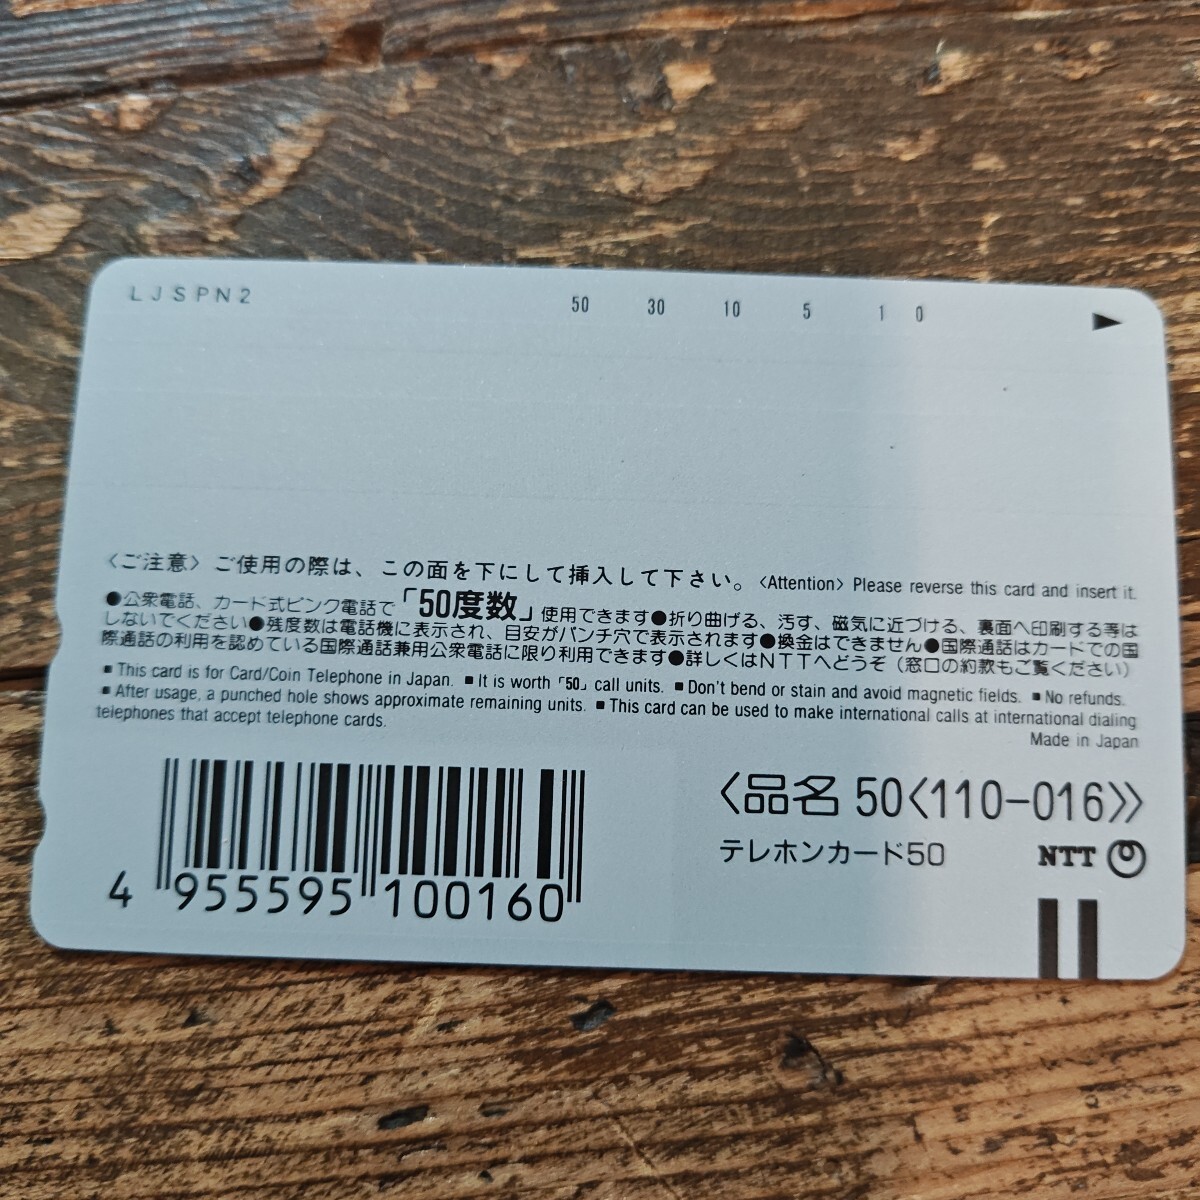 LJSPN2
50 30 10 5 1 0 ▶
〈ご注意〉ご使用の際は、この面を下にして挿入して下さい。〈Attention〉Please reverse this card and insert it.
●公衆電話、カード式ピンク電話で「50度数」使用できます●折り曲げる、汚す、磁気に近づける、裏面へ印刷する等は
しないでください●残度数は電話機に表示され、目安がパンチ穴で表示されます●換金はできません●国際通話はカードでの国
際通話の利用を認めている国際通話兼用公衆電話に限り利用できます●詳しくはNTTへどうぞ(窓口の約款もご覧ください)
■This card is for Card/Coin Telephone in Japan. ■It is worth「50」call units. ■Don't bend or stain and avoid magnetic fields. ■No refunds.
■After usage, a punched hole shows approximate remaining units. ■This card can be used to make international calls at international dialing
telephones that accept telephone cards.
Made in Japan
〈品名 50〈110-016〉〉
テレホンカード50
NTT
4 955595 100160